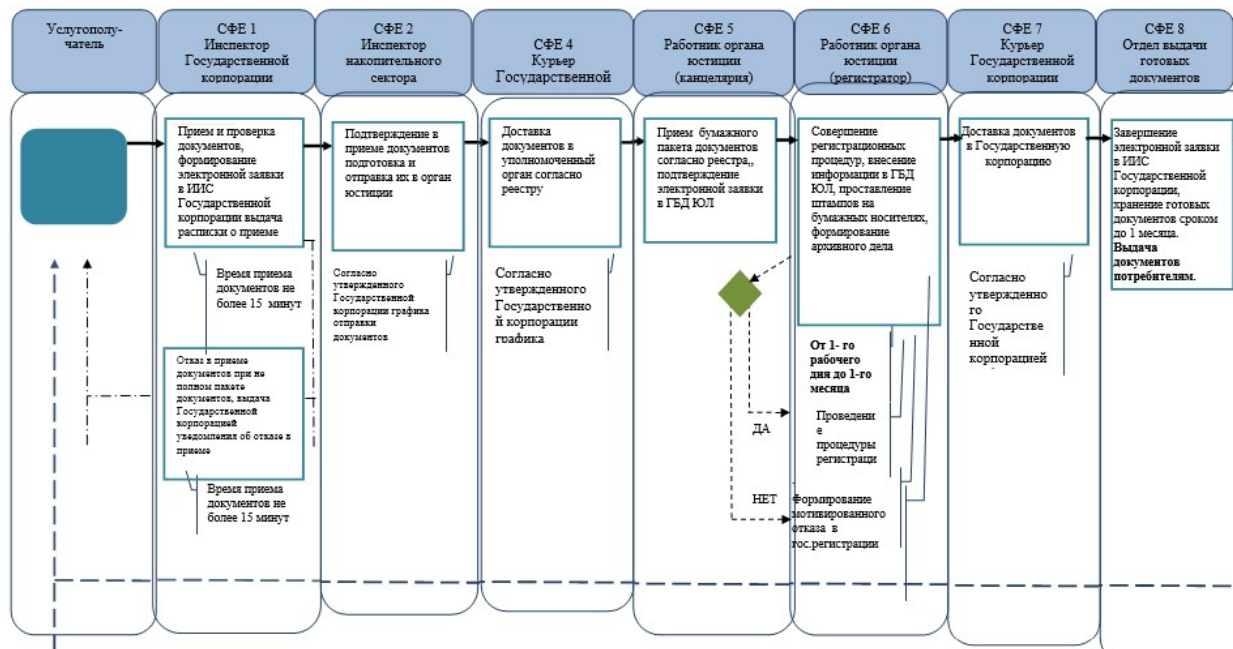 Услугополу-
чатель
СФЕ 1
Инспектор
Государственной
корпорации
СФЕ 2
Инспектор
накопительного
сектора
СФЕ 4
Курьер
Государственной
СФЕ 5
Работник органа
юстиции
(канцелярия)
СФЕ 6
Работник органа
юстиции
(регистратор)
СФЕ 7
Курьер
Государственной
корпорации
СФЕ 8
Отдел выдачи
готовых
документов
Прием и проверка
документов,
формирование
электронной заявки
в ИИС
Государственной
корпорации выдача
расписки о приеме
Подтверждение в
приеме документов
подготовка и
отправка их в орган
юстиции
Доставка
документов в
уполномоченный
орган согласно
реестру
Прием бумажного
пакета документов
согласно реестра,,
подтверждение
электронной заявки
в ГБД ЮЛ
Совершение
регистрационных
процедур, внесение
информации в ГБД
ЮЛ, проставление
штампов на
бумажных носителях,
формирование
архивного дела
Доставка документов
в Государственную
корпорацию
Завершение
электронной заявки
в ИИС
Государственной
корпорации,
хранение готовых
документов сроком
до 1 месяца.
Выдача
документов
потребителям.
Время приема
документов не
более 15 минут
Согласно
утвержденного
Государственной
корпорации графика
отправки
документов
Согласно
утвержденного
Государственно
й корпорации
графика
Согласно
утвержденно
го
Государстве
нной
корпорацией
От 1- го
рабочего
дня до 1-го
месяца
Отказ в приеме
документов при не
полном пакете
документов, выдача
Государственной
корпорацией
уведомления об отказе в
приеме
ДА
Проведени
е
процедуры
регистраци
Время приема
документов не
более 15 минут
НЕТ
Формирование
мотивированного
отказа в
гос.регистрации